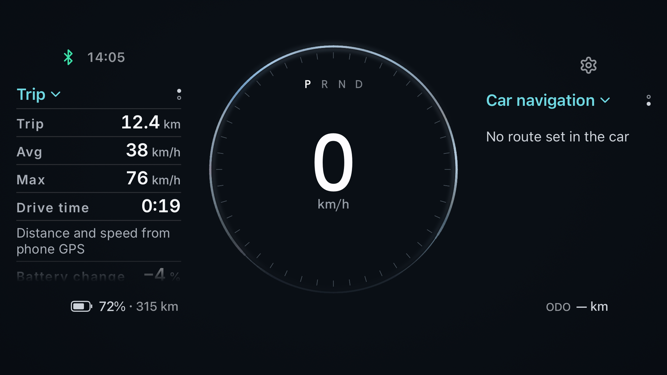 14:05
Trip
Trip 12.4 km
Avg 38 km/h
Max 76 km/h
Drive time 0:19
Distance and speed from
phone GPS
Battery change −4 %
72% · 315 km
P R N D
0
km/h
Car navigation
No route set in the car
ODO — km